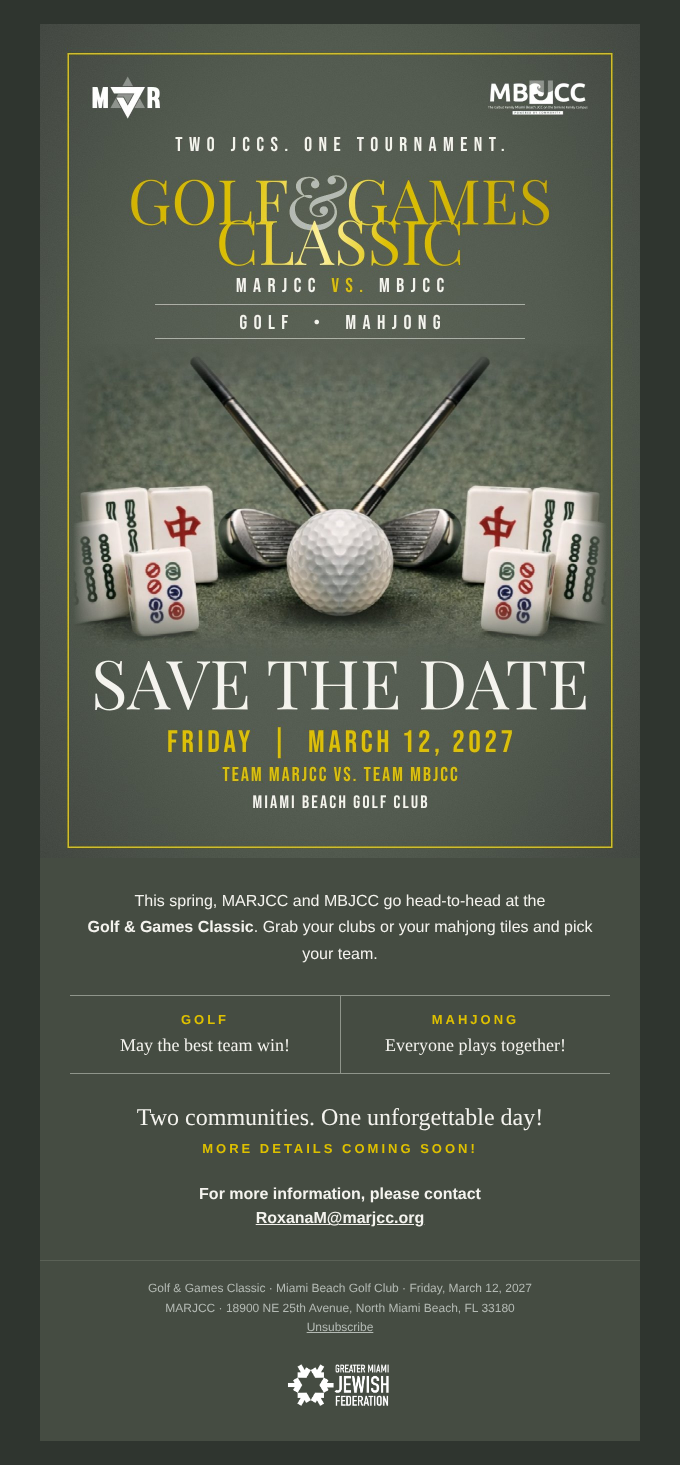 MAR
MBJCC
TWO JCCS. ONE TOURNAMENT.
GOLF & GAMES
CLASSIC
MARJCC VS. MBJCC
GOLF • MAHJONG
中 中
SAVE THE DATE
FRIDAY | MARCH 12, 2027
TEAM MARJCC VS. TEAM MBJCC
MIAMI BEACH GOLF CLUB
This spring, MARJCC and MBJCC go head-to-head at the
Golf & Games Classic. Grab your clubs or your mahjong tiles and pick
your team.
GOLF
May the best team win!
MAHJONG
Everyone plays together!
Two communities. One unforgettable day!
MORE DETAILS COMING SOON!
For more information, please contact
RoxanaM@marjcc.org
Golf & Games Classic · Miami Beach Golf Club · Friday, March 12, 2027
MARJCC · 18900 NE 25th Avenue, North Miami Beach, FL 33180
Unsubscribe
GREATER MIAMI
JEWISH
FEDERATION